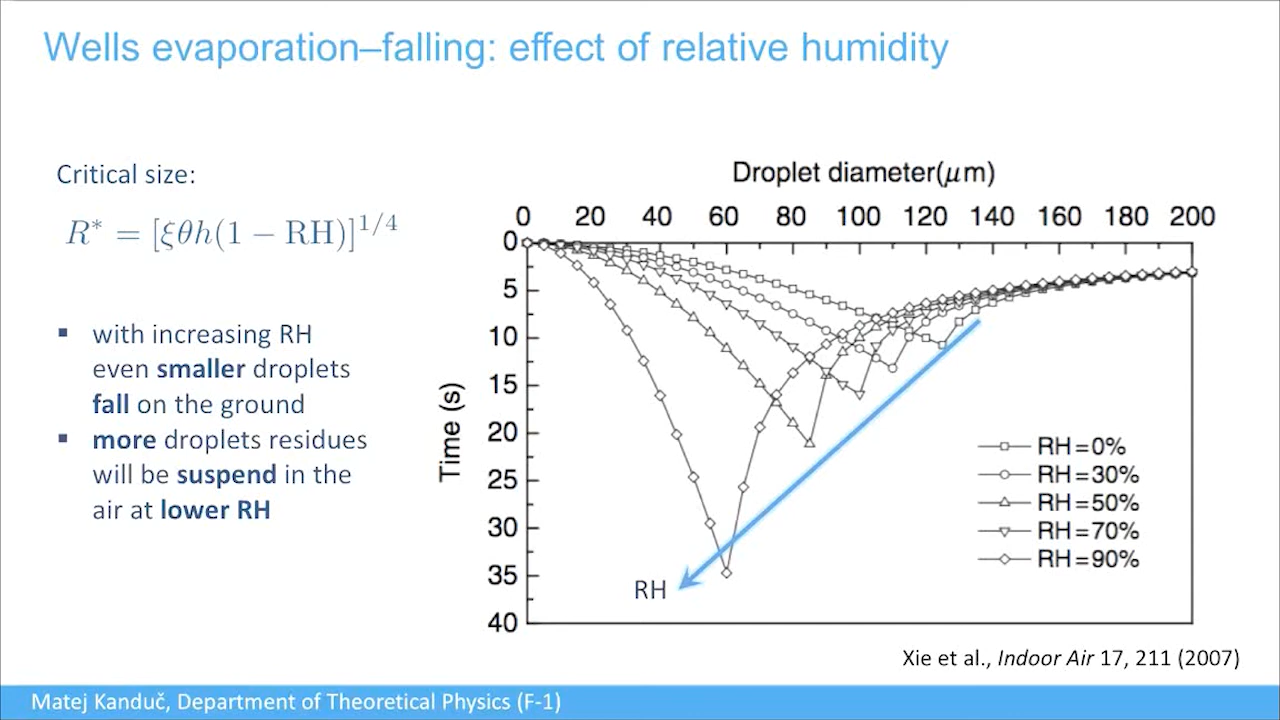 Wells evaporation–falling: effect of relative humidity
Critical size:
R* = [ξθh(1 − RH)]^{1/4}
▪ with increasing RH
even smaller droplets
fall on the ground
▪ more droplets residues
will be suspend in the
air at lower RH
Droplet diameter(μm)
0 20 40 60 80 100 120 140 160 180 200
Time (s)
0
5
10
15
20
25
30
35
40
RH=0%
RH=30%
RH=50%
RH=70%
RH=90%
RH
Xie et al., Indoor Air 17, 211 (2007)
Matej Kanduč, Department of Theoretical Physics (F-1)